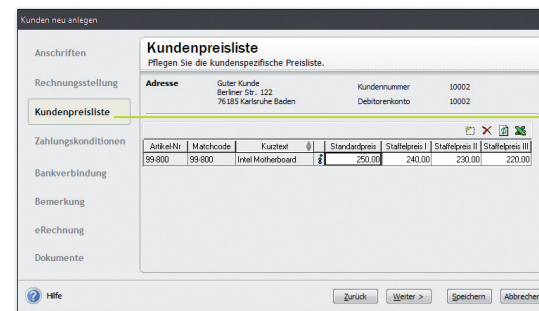 Kunden neu anlegen
Anschriften
Rechnungsstellung
Kundenpreisliste
Zahlungskonditionen
Bankverbindung
Bemerkung
eRechnung
Dokumente
Kundenpreisliste
Pflegen Sie die kundenspezifische Preisliste.
Adresse Guter Kunde Kundennummer 10002
Berliner Str. 122
76185 Karlsruhe Baden Debitorenkonto 10002
Artikel-Nr Matchcode Kurztext Standardpreis Staffelpreis I Staffelpreis II Staffelpreis III
99-800 99-800 Intel Motherboard i 250,00 240,00 230,00 220,00
Hilfe Zurück Weiter > Speichern Abbrechen